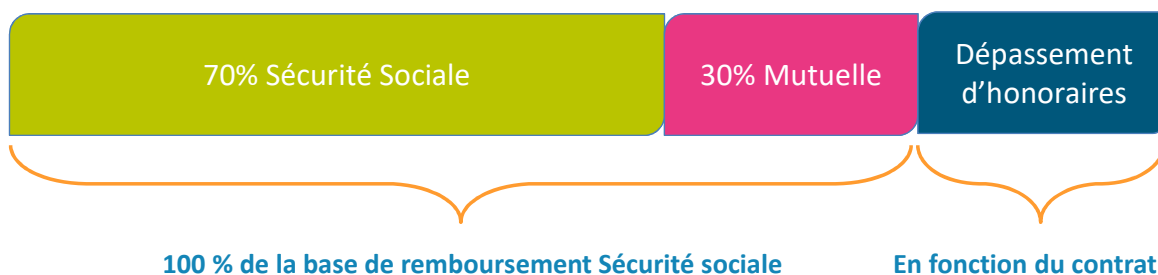 70% Sécurité Sociale
30% Mutuelle
Dépassement
d’honoraires
100 % de la base de remboursement Sécurité sociale
En fonction du contrat